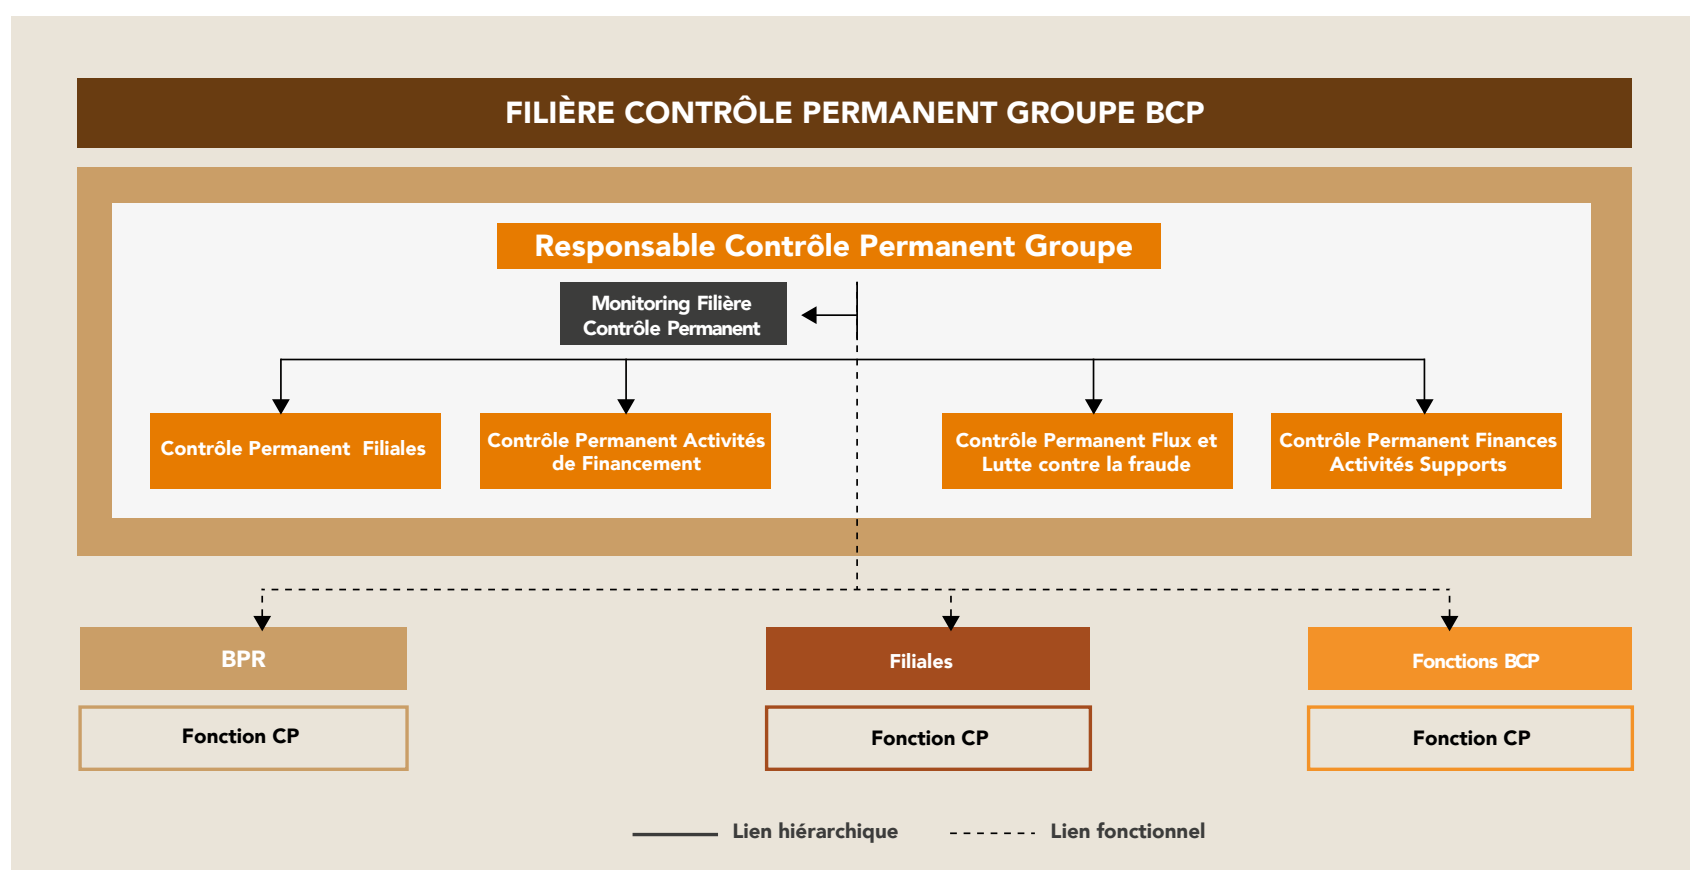 FILIÈRE CONTRÔLE PERMANENT GROUPE BCP
Responsable Contrôle Permanent Groupe
Monitoring Filière
Contrôle Permanent
Contrôle Permanent Filiales
Contrôle Permanent Activités
de Financement
Contrôle Permanent Flux et
Lutte contre la fraude
Contrôle Permanent Finances
Activités Supports
BPR
Filiales
Fonctions BCP
Fonction CP
Fonction CP
Fonction CP
Lien hiérarchique
Lien fonctionnel